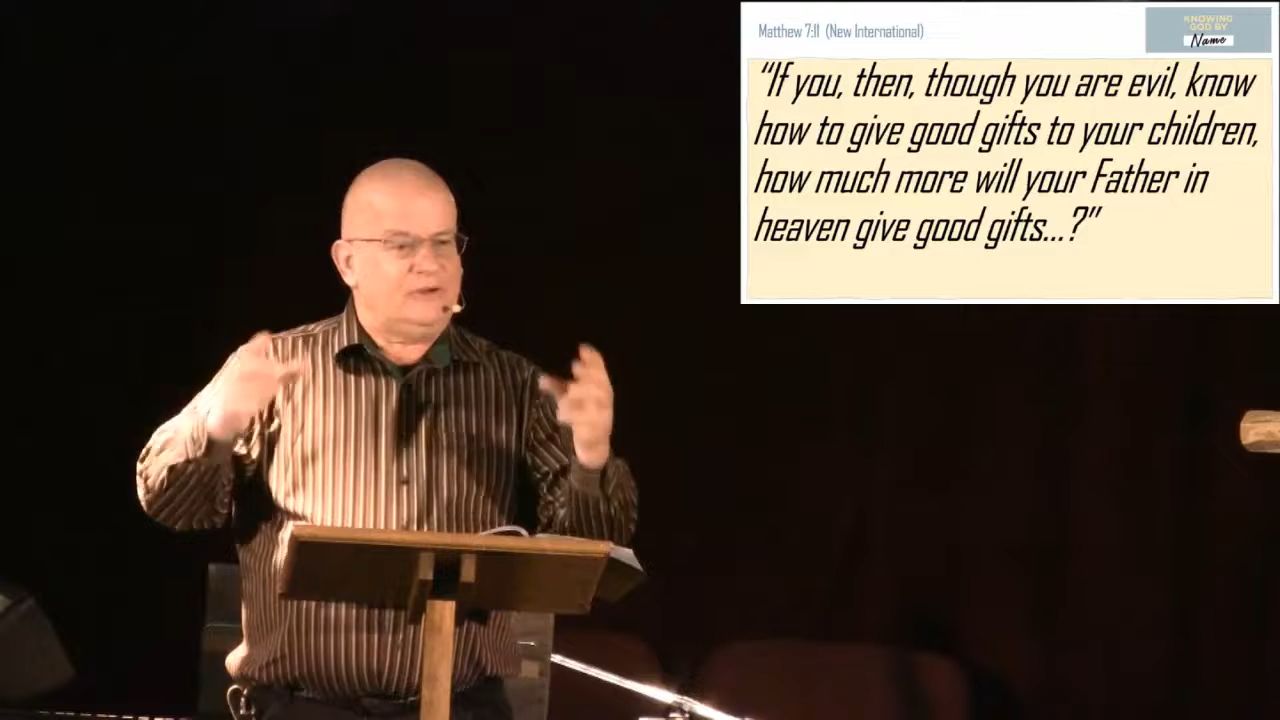 Matthew 7:11 (New International)
KNOWING
GOD BY
Name
“If you, then, though you are evil, know
how to give good gifts to your children,
how much more will your Father in
heaven give good gifts...?”